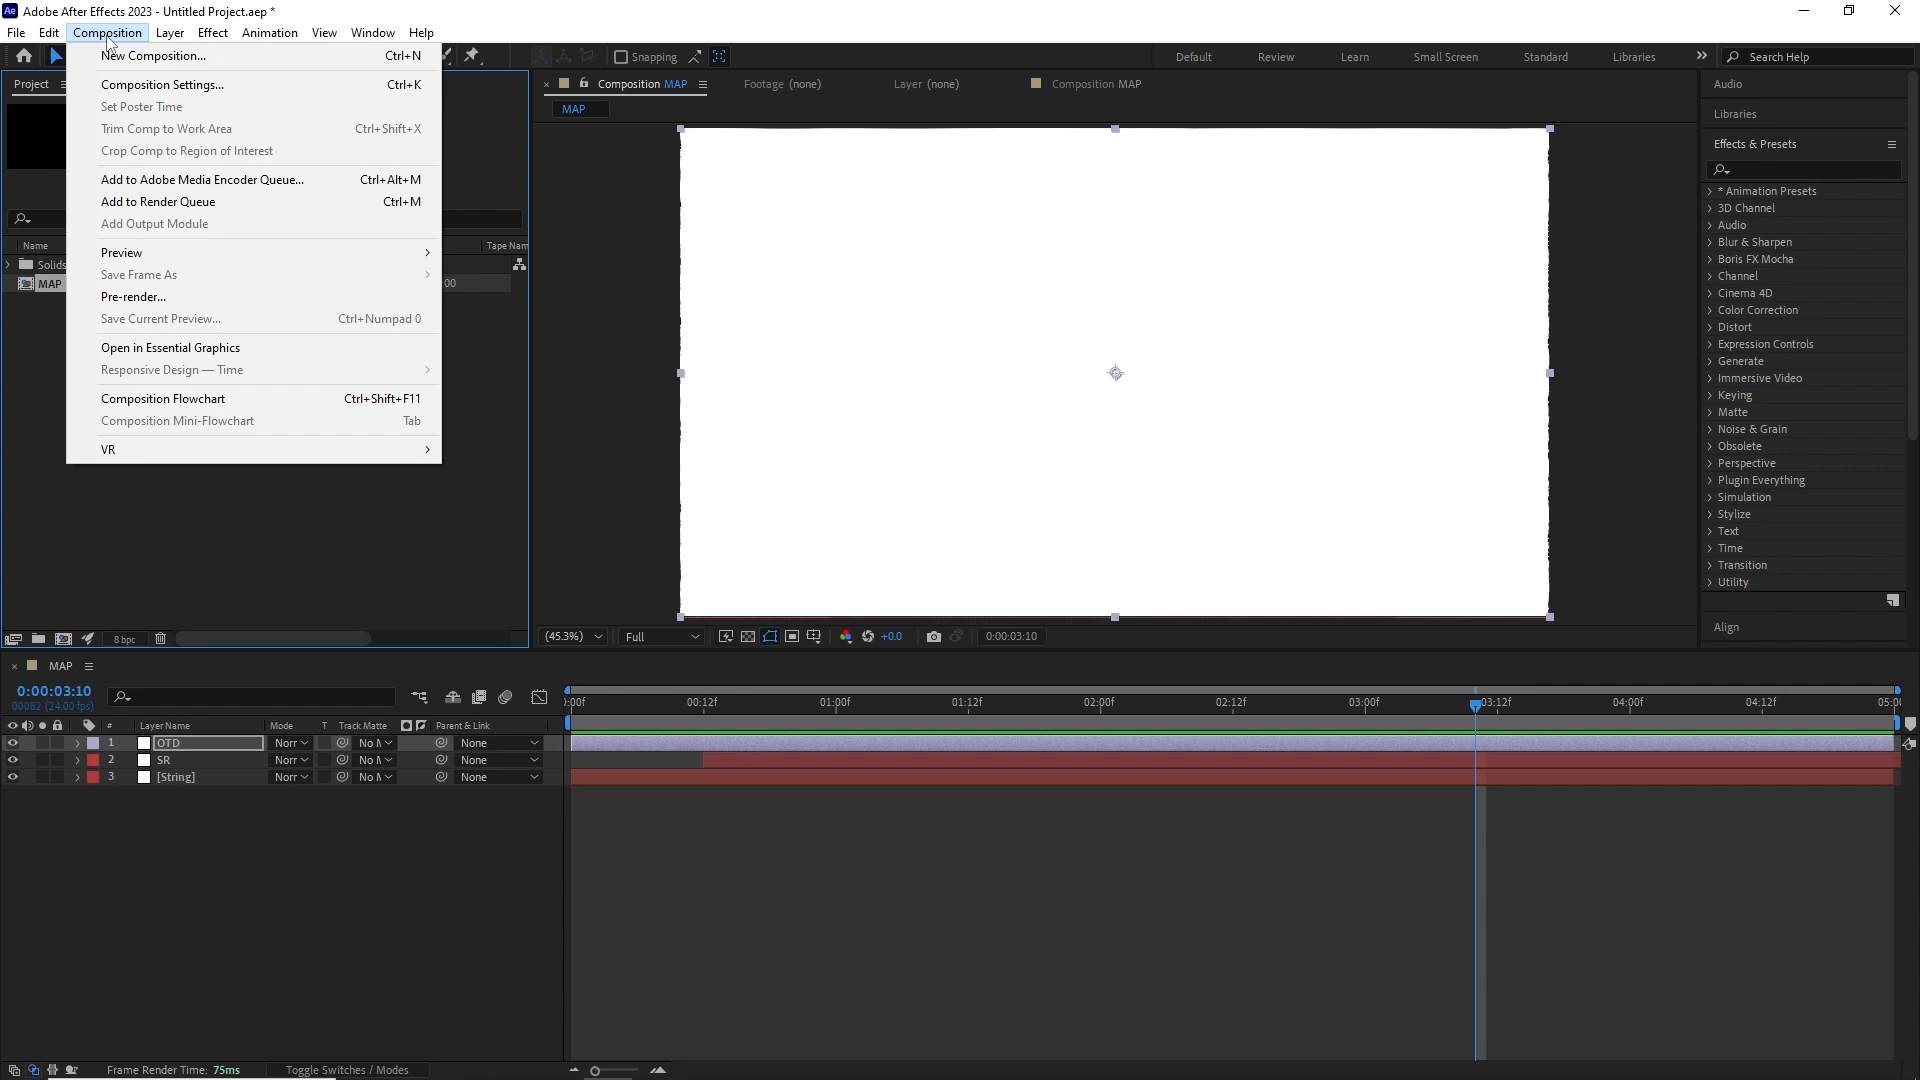 Ae Adobe After Effects 2023 - Untitled Project.aep *
File Edit Composition Layer Effect Animation View Window Help
New Composition... Ctrl+N
Composition Settings... Ctrl+K
Set Poster Time
Trim Comp to Work Area Ctrl+Shift+X
Crop Comp to Region of Interest
Add to Adobe Media Encoder Queue... Ctrl+Alt+M
Add to Render Queue Ctrl+M
Add Output Module
Preview
Save Frame As
Pre-render...
Save Current Preview... Ctrl+Numpad 0
Open in Essential Graphics
Responsive Design — Time
Composition Flowchart Ctrl+Shift+F11
Composition Mini-Flowchart Tab
VR
Snapping
Default Review Learn Small Screen Standard Libraries Search Help
Project
Name Tape Nam
Solids
MAP :00
8 bpc
Composition MAP Footage (none) Layer (none) Composition MAP
MAP
(45.3%) Full +0.0 0:00:03:10
Audio
Libraries
Effects & Presets
* Animation Presets
3D Channel
Audio
Blur & Sharpen
Boris FX Mocha
Channel
Cinema 4D
Color Correction
Distort
Expression Controls
Generate
Immersive Video
Keying
Matte
Noise & Grain
Obsolete
Perspective
Plugin Everything
Simulation
Stylize
Text
Time
Transition
Utility
Align
MAP
0:00:03:10
00082 (24.00 fps)
:00f 00:12f 01:00f 01:12f 02:00f 02:12f 03:00f 03:12f 04:00f 04:12f 05:0
# Layer Name Mode T Track Matte Parent & Link
1 OTD Norr No M None
2 SR Norr No M None
3 [String] Norr No M None
Frame Render Time: 75ms Toggle Switches / Modes